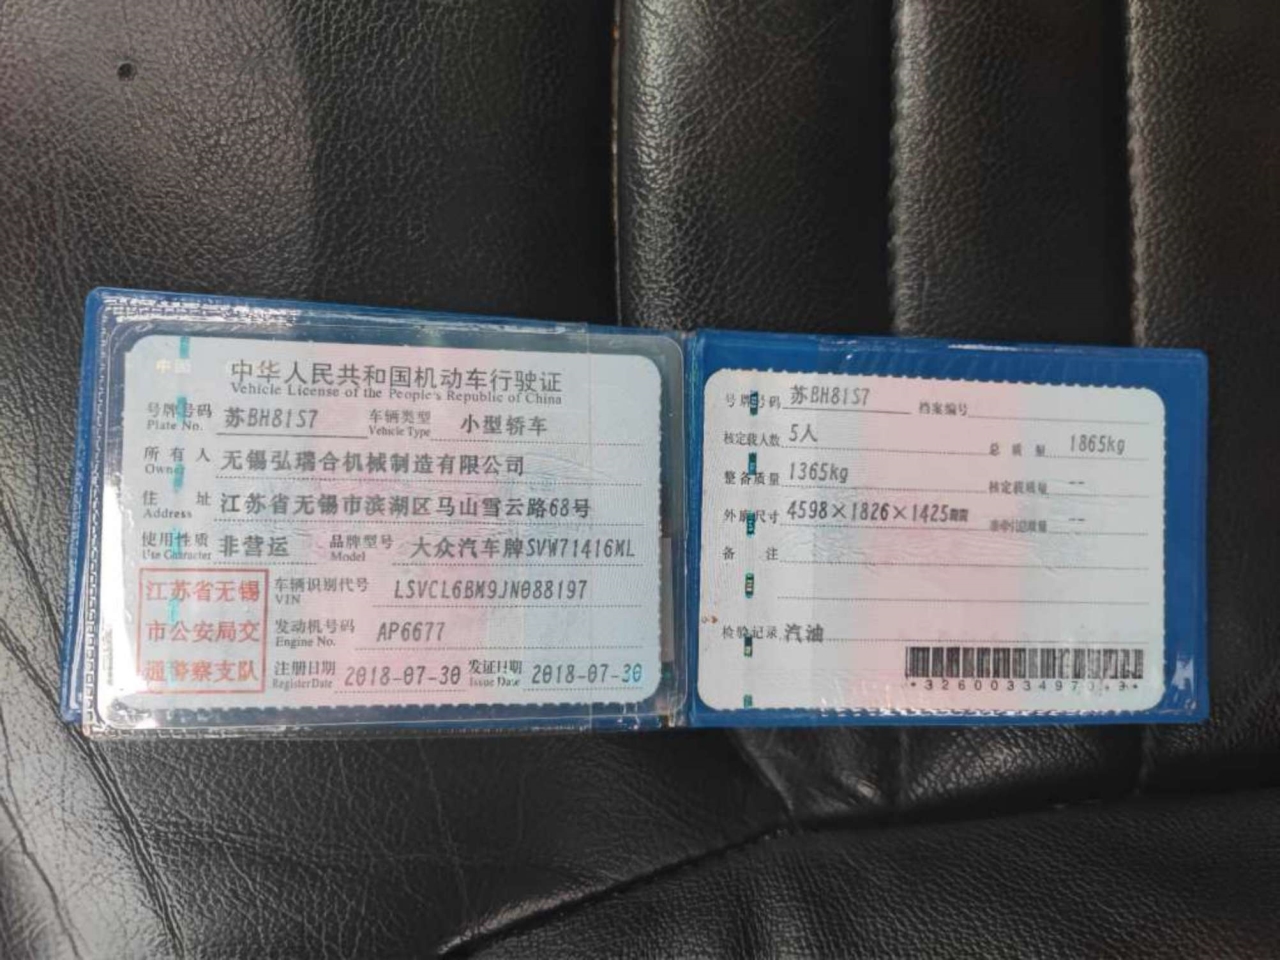 中国
中华人民共和国机动车行驶证
Vehicle License of the People's Republic of China
号牌号码 苏BH81S7 车辆类型 小型轿车
Plate No. Vehicle Type
所有人 无锡弘瑞合机械制造有限公司
Owner
住址 江苏省无锡市滨湖区马山雪云路68号
Address
使用性质 非营运 品牌型号 大众汽车牌SVW71416ML
Use Character Model
江苏省无锡
市公安局交
通警察支队
车辆识别代号 LSVCL6BM9JN088197
VIN
发动机号码 AP6677
Engine No.
注册日期 2018-07-30 发证日期 2018-07-30
Register Date Issue Date
号牌号码 苏BH81S7 档案编号
核定载人数 5人 总质量 1865kg
整备质量 1365kg 核定载质量 --
外廓尺寸 4598×1826×1425 --
备注
检验记录 汽油